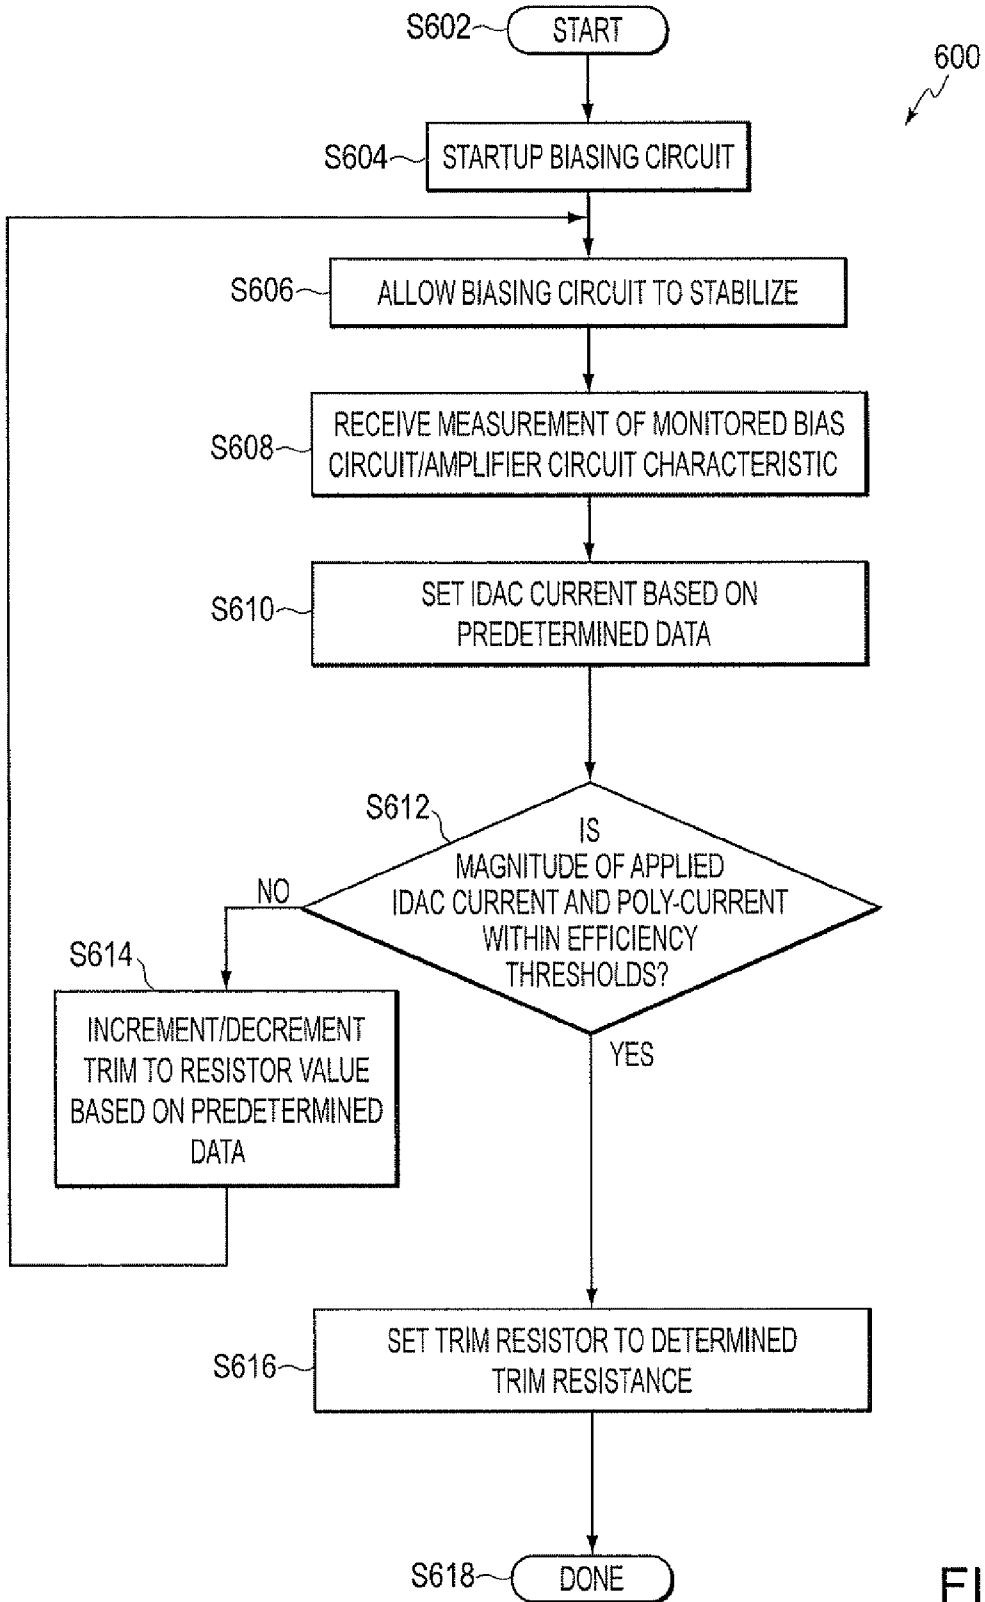 S602
START
600
S604
STARTUP BIASING CIRCUIT
S606
ALLOW BIASING CIRCUIT TO STABILIZE
S608
RECEIVE MEASUREMENT OF MONITORED BIAS
CIRCUIT/AMPLIFIER CIRCUIT CHARACTERISTIC
S610
SET IDAC CURRENT BASED ON
PREDETERMINED DATA
S612
IS
MAGNITUDE OF APPLIED
IDAC CURRENT AND POLY-CURRENT
WITHIN EFFICIENCY
THRESHOLDS?
NO
S614
INCREMENT/DECREMENT
TRIM TO RESISTOR VALUE
BASED ON PREDETERMINED
DATA
YES
S616
SET TRIM RESISTOR TO DETERMINED
TRIM RESISTANCE
S618
DONE